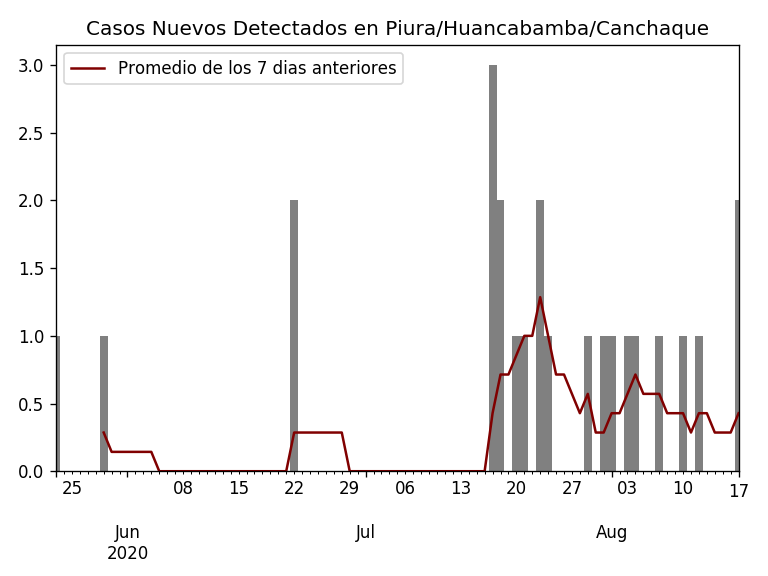 Casos Nuevos Detectados en Piura/Huancabamba/Canchaque
Promedio de los 7 dias anteriores
3.0
2.5
2.0
1.5
1.0
0.5
0.0
25 08 15 22 29 06 13 20 27 03 10 17
Jun Jul Aug
2020